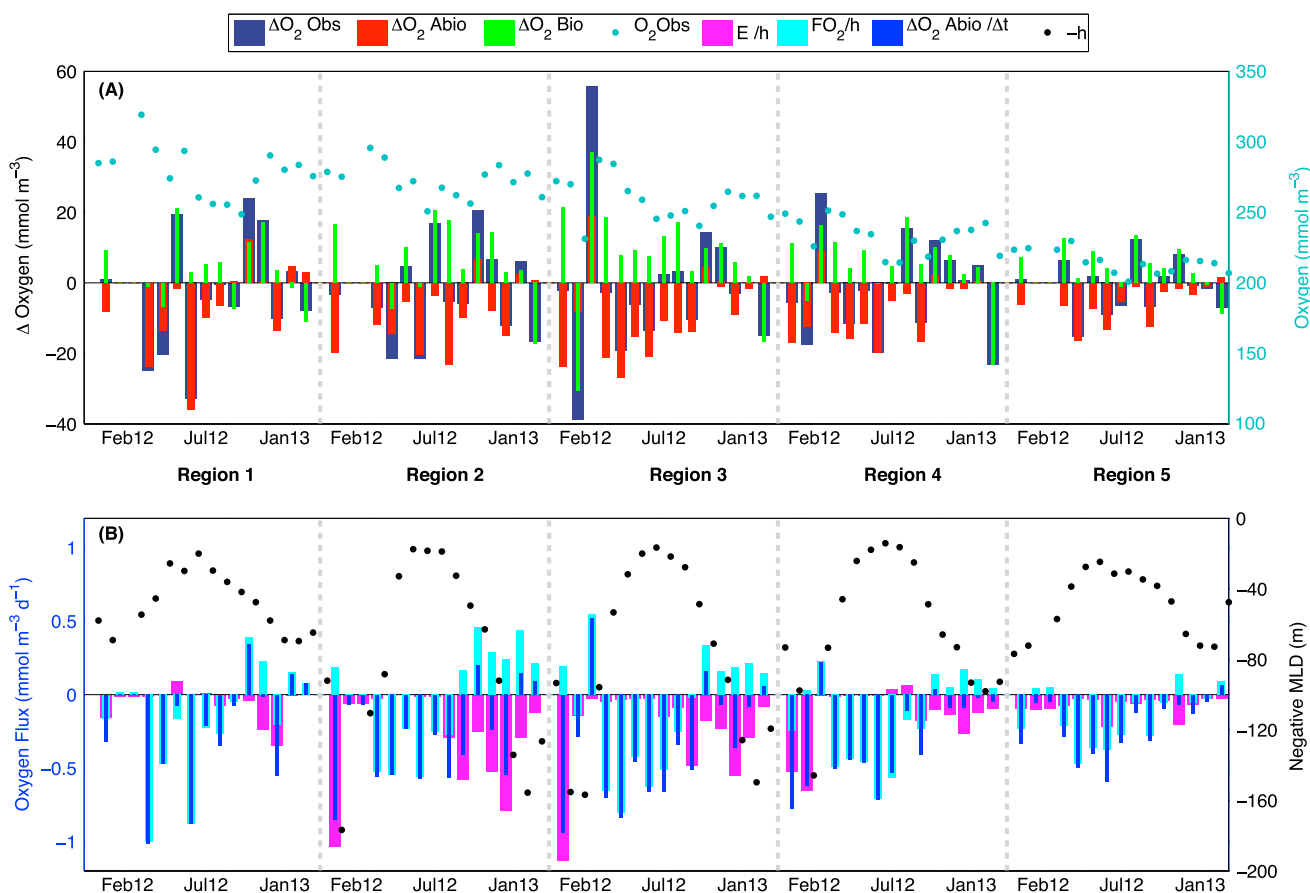 ΔO₂ Obs ΔO₂ Abio ΔO₂ Bio O₂Obs E /h FO₂/h ΔO₂ Abio /Δt −h
(A)
60 350
40 300
20 250
0 200
−20 150
−40 100
Δ Oxygen (mmol m⁻³)
Oxygen (mmol m⁻³)
Feb12 Jul12 Jan13 Feb12 Jul12 Jan13 Feb12 Jul12 Jan13 Feb12 Jul12 Jan13 Feb12 Jul12 Jan13
Region 1 Region 2 Region 3 Region 4 Region 5
(B)
1
0.5
0
−0.5
−1
Oxygen Flux (mmol m⁻³ d⁻¹)
0
−40
−80
−120
−160
−200
Negative MLD (m)
Feb12 Jul12 Jan13 Feb12 Jul12 Jan13 Feb12 Jul12 Jan13 Feb12 Jul12 Jan13 Feb12 Jul12 Jan13